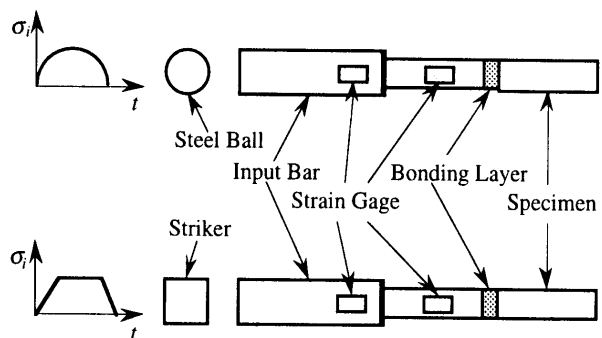 σi
t
Steel Ball
Input Bar
Strain Gage
Bonding Layer
Specimen
Striker
σi
t